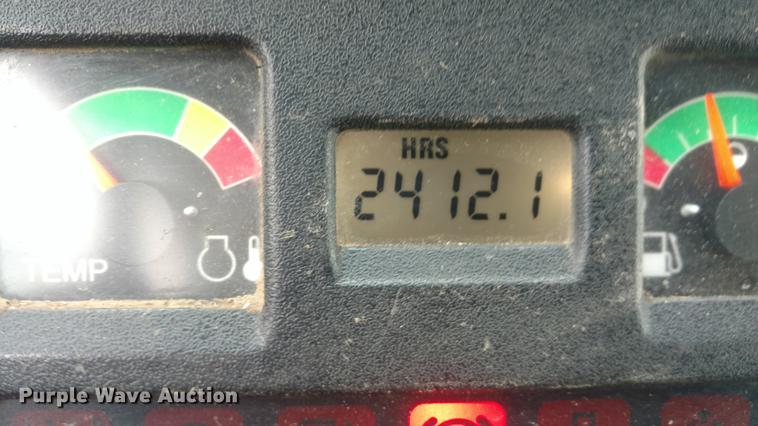 HRS
2412.1
TEMP
Purple Wave Auction